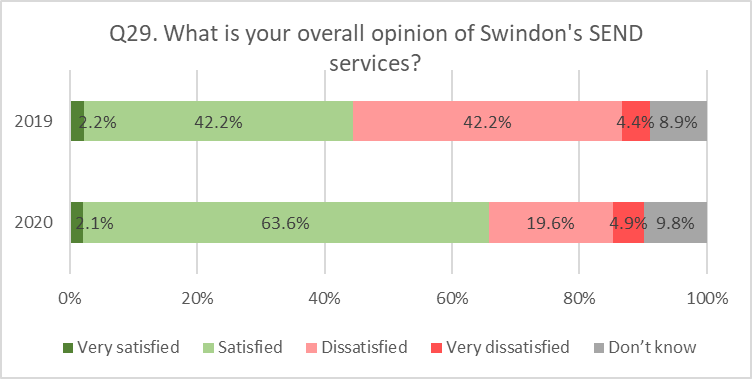 Q29. What is your overall opinion of Swindon's SEND
services?
2019
2.2% 42.2% 42.2% 4.4% 8.9%
2020
2.1% 63.6% 19.6% 4.9% 9.8%
0% 20% 40% 60% 80% 100%
Very satisfied Satisfied Dissatisfied Very dissatisfied Don’t know